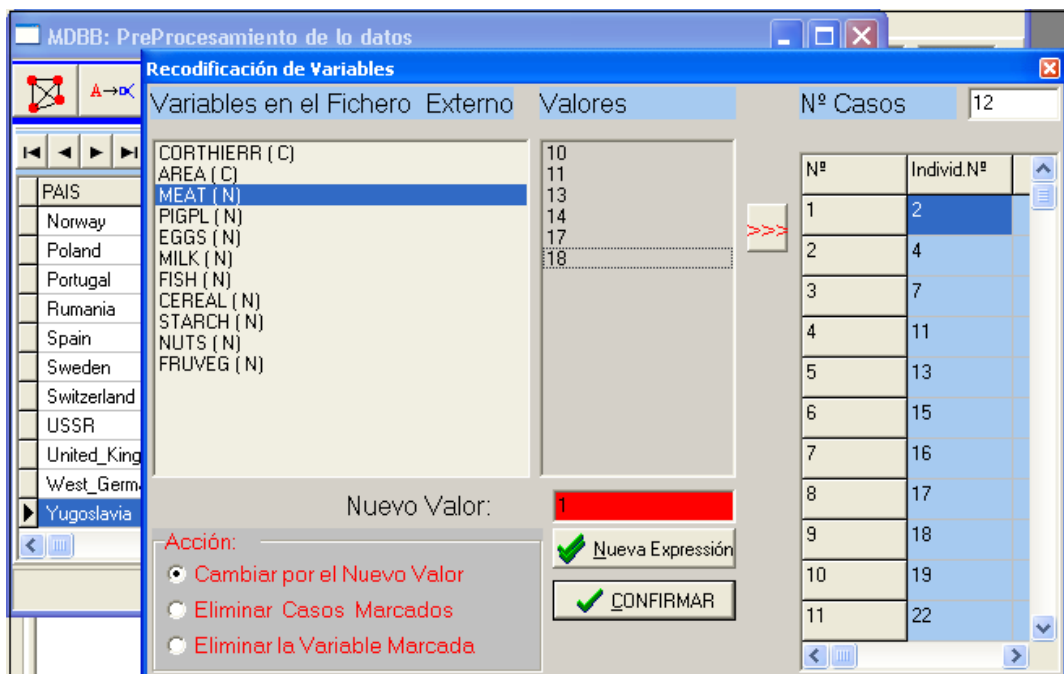 MDBB: PreProcesamiento de lo datos
Recodificación de Variables
A→α
Variables en el Fichero Externo
Valores
Nº Casos
12
PAIS
Norway
Poland
Portugal
Rumania
Spain
Sweden
Switzerland
USSR
United_King
West_Germa
Yugoslavia
CORTHIERR ( C )
AREA ( C )
MEAT ( N )
PIGPL ( N )
EGGS ( N )
MILK ( N )
FISH ( N )
CEREAL ( N )
STARCH ( N )
NUTS ( N )
FRUVEG ( N )
10
11
13
14
17
18
>>>
Nº Individ.Nº
1 2
2 4
3 7
4 11
5 13
6 15
7 16
8 17
9 18
10 19
11 22
Nuevo Valor:
1
Acción:
Cambiar por el Nuevo Valor
Eliminar Casos Marcados
Eliminar la Variable Marcada
Nueva Expressión
CONFIRMAR